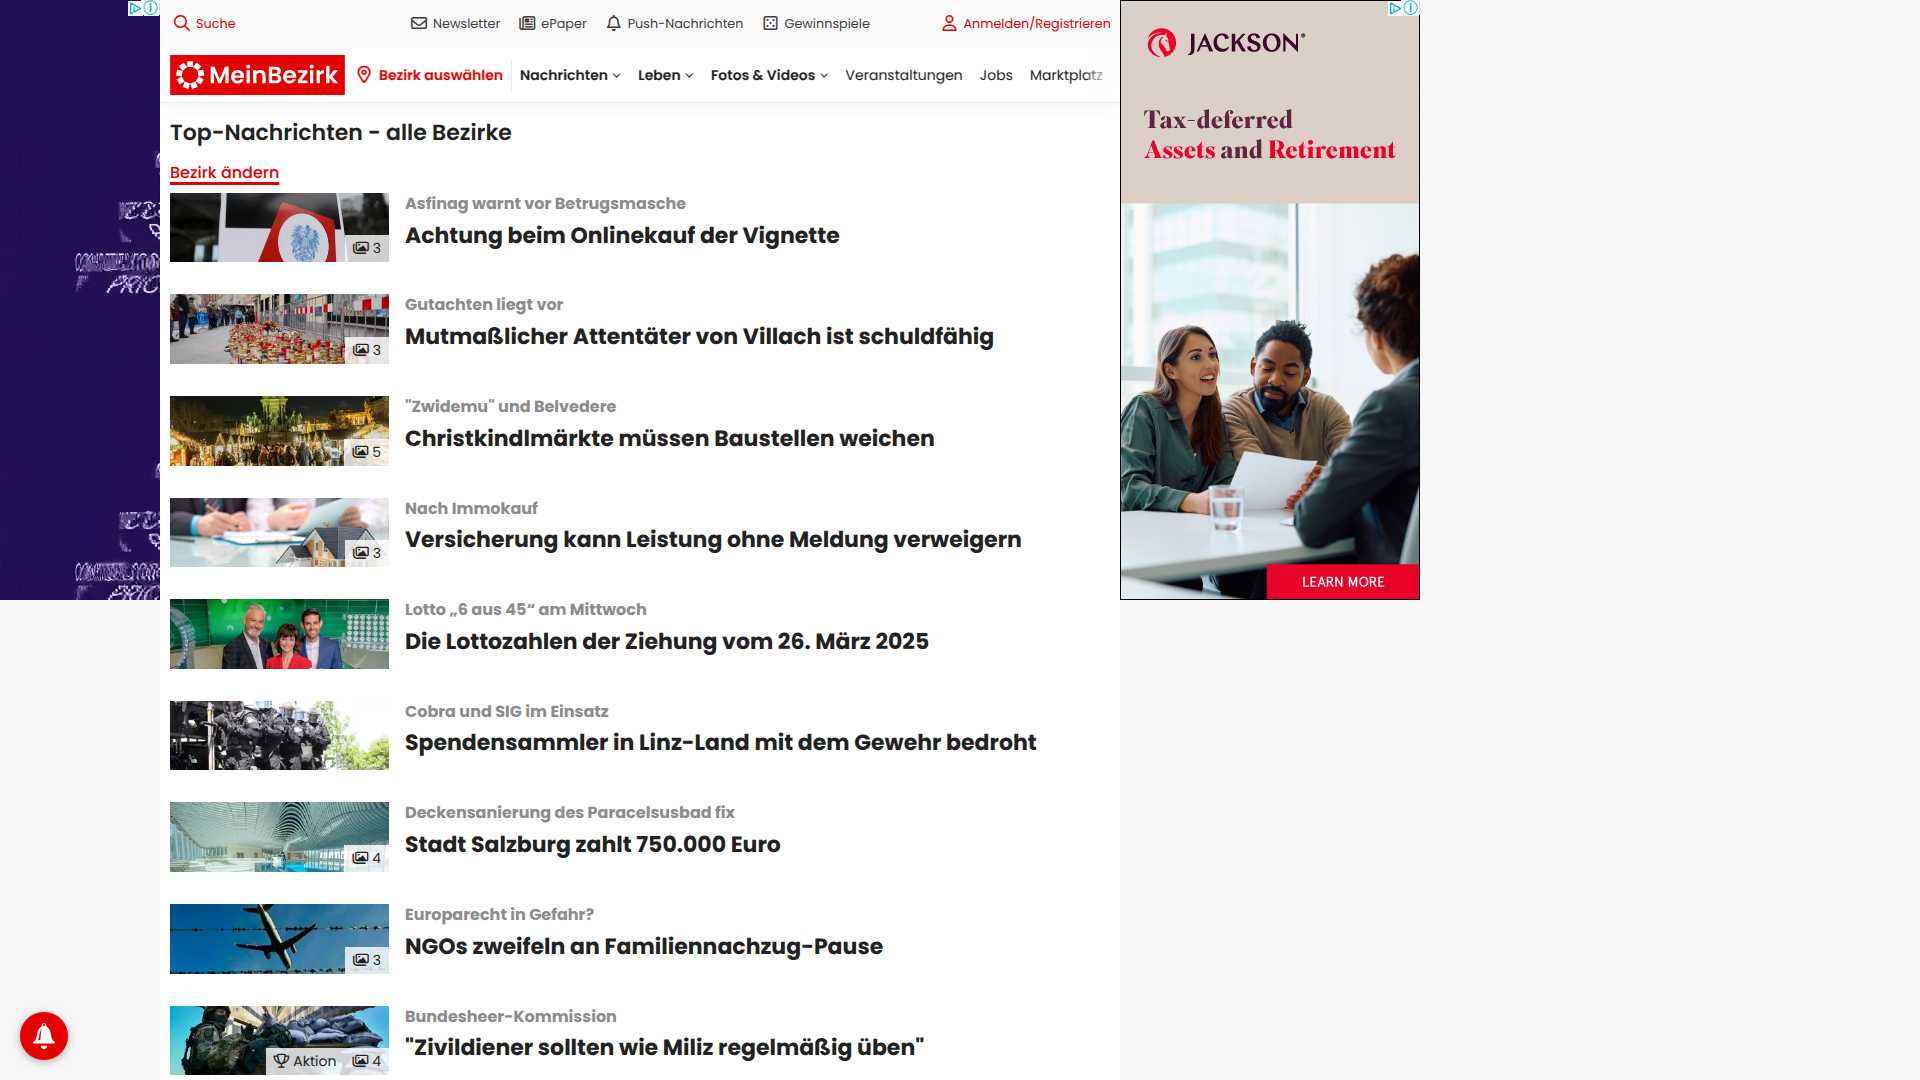 Suche
Newsletter
ePaper
Push-Nachrichten
Gewinnspiele
Anmelden/Registrieren
MeinBezirk
Bezirk auswählen
Nachrichten
Leben
Fotos & Videos
Veranstaltungen
Jobs
Marktplatz
Top-Nachrichten - alle Bezirke
Bezirk ändern
3
Asfinag warnt vor Betrugsmasche
Achtung beim Onlinekauf der Vignette
3
Gutachten liegt vor
Mutmaßlicher Attentäter von Villach ist schuldfähig
5
"Zwidemu" und Belvedere
Christkindlmärkte müssen Baustellen weichen
3
Nach Immokauf
Versicherung kann Leistung ohne Meldung verweigern
Lotto „6 aus 45“ am Mittwoch
Die Lottozahlen der Ziehung vom 26. März 2025
Cobra und SIG im Einsatz
Spendensammler in Linz-Land mit dem Gewehr bedroht
4
Deckensanierung des Paracelsusbad fix
Stadt Salzburg zahlt 750.000 Euro
3
Europarecht in Gefahr?
NGOs zweifeln an Familiennachzug-Pause
Aktion
4
Bundesheer-Kommission
"Zivildiener sollten wie Miliz regelmäßig üben"
JACKSON
Tax-deferred
Assets and Retirement
LEARN MORE